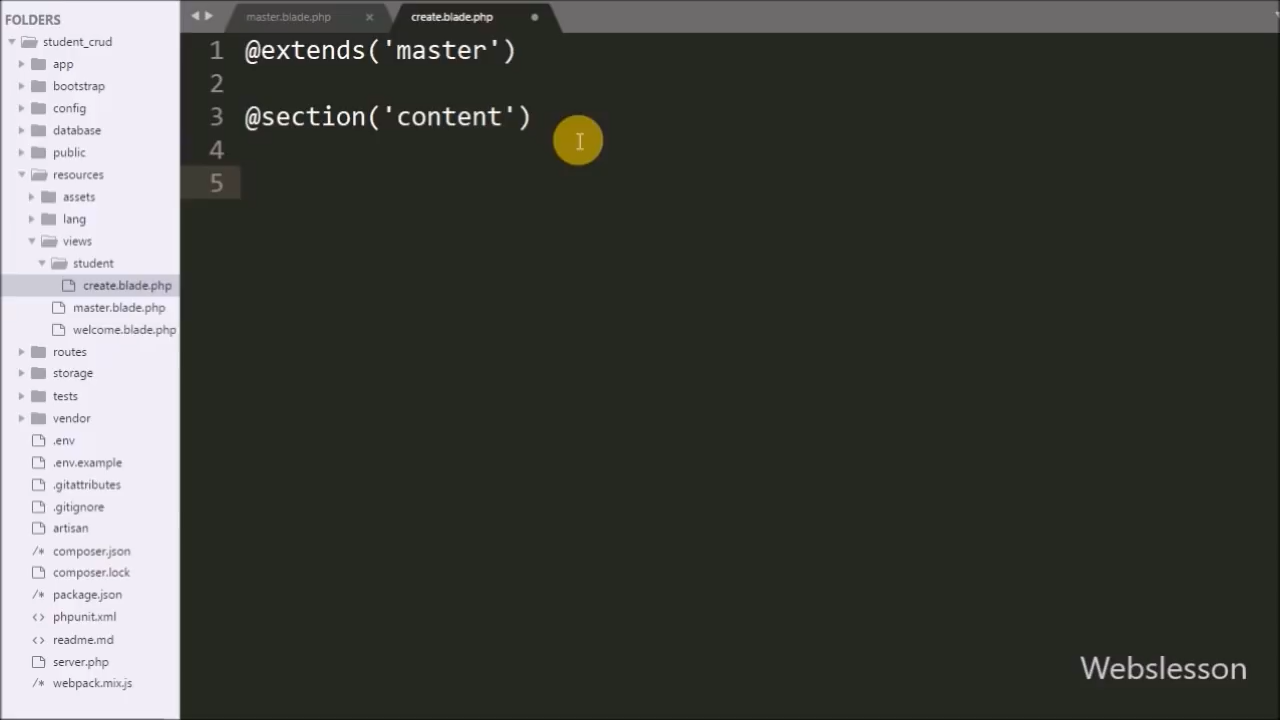 FOLDERS
student_crud
app
bootstrap
config
database
public
resources
assets
lang
views
student
create.blade.php
master.blade.php
welcome.blade.php
routes
storage
tests
vendor
.env
.env.example
.gitattributes
.gitignore
artisan
/* composer.json
composer.lock
/* package.json
<> phpunit.xml
<> readme.md
server.php
/* webpack.mix.js
master.blade.php ×
create.blade.php
1 @extends('master')
2
3 @section('content')
4
5
Webslesson